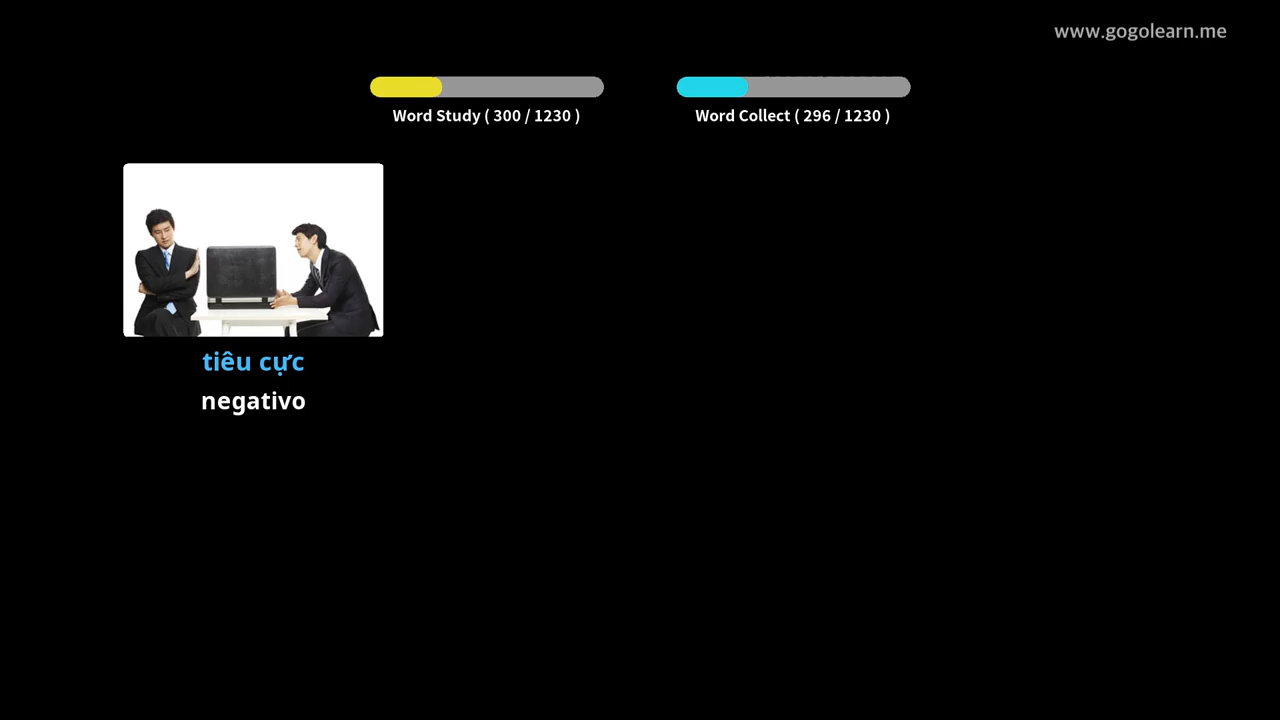 www.gogolearn.me
Word Study ( 300 / 1230 )
Word Collect ( 296 / 1230 )
tiêu cực
negativo